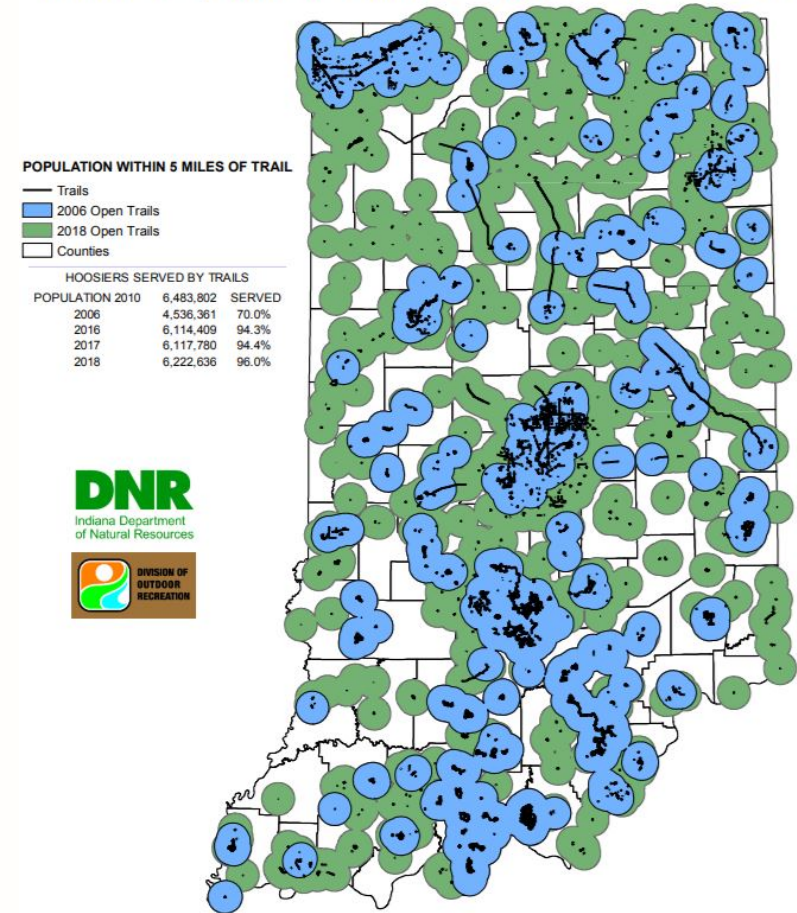 POPULATION WITHIN 5 MILES OF TRAIL
Trails
2006 Open Trails
2018 Open Trails
Counties
HOOSIERS SERVED BY TRAILS
POPULATION 2010 6,483,802 SERVED
2006 4,536,361 70.0%
2016 6,114,409 94.3%
2017 6,117,780 94.4%
2018 6,222,636 96.0%
DNR
Indiana Department
of Natural Resources
DIVISION OF
OUTDOOR
RECREATION